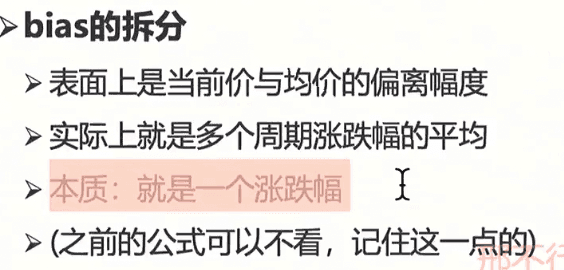 ➢bias的拆分
➢表面上是当前价与均价的偏离幅度
➢实际上就是多个周期涨跌幅的平均
➢本质：就是一个涨跌幅
➢(之前的公式可以不看，记住这一点的)
邢不行